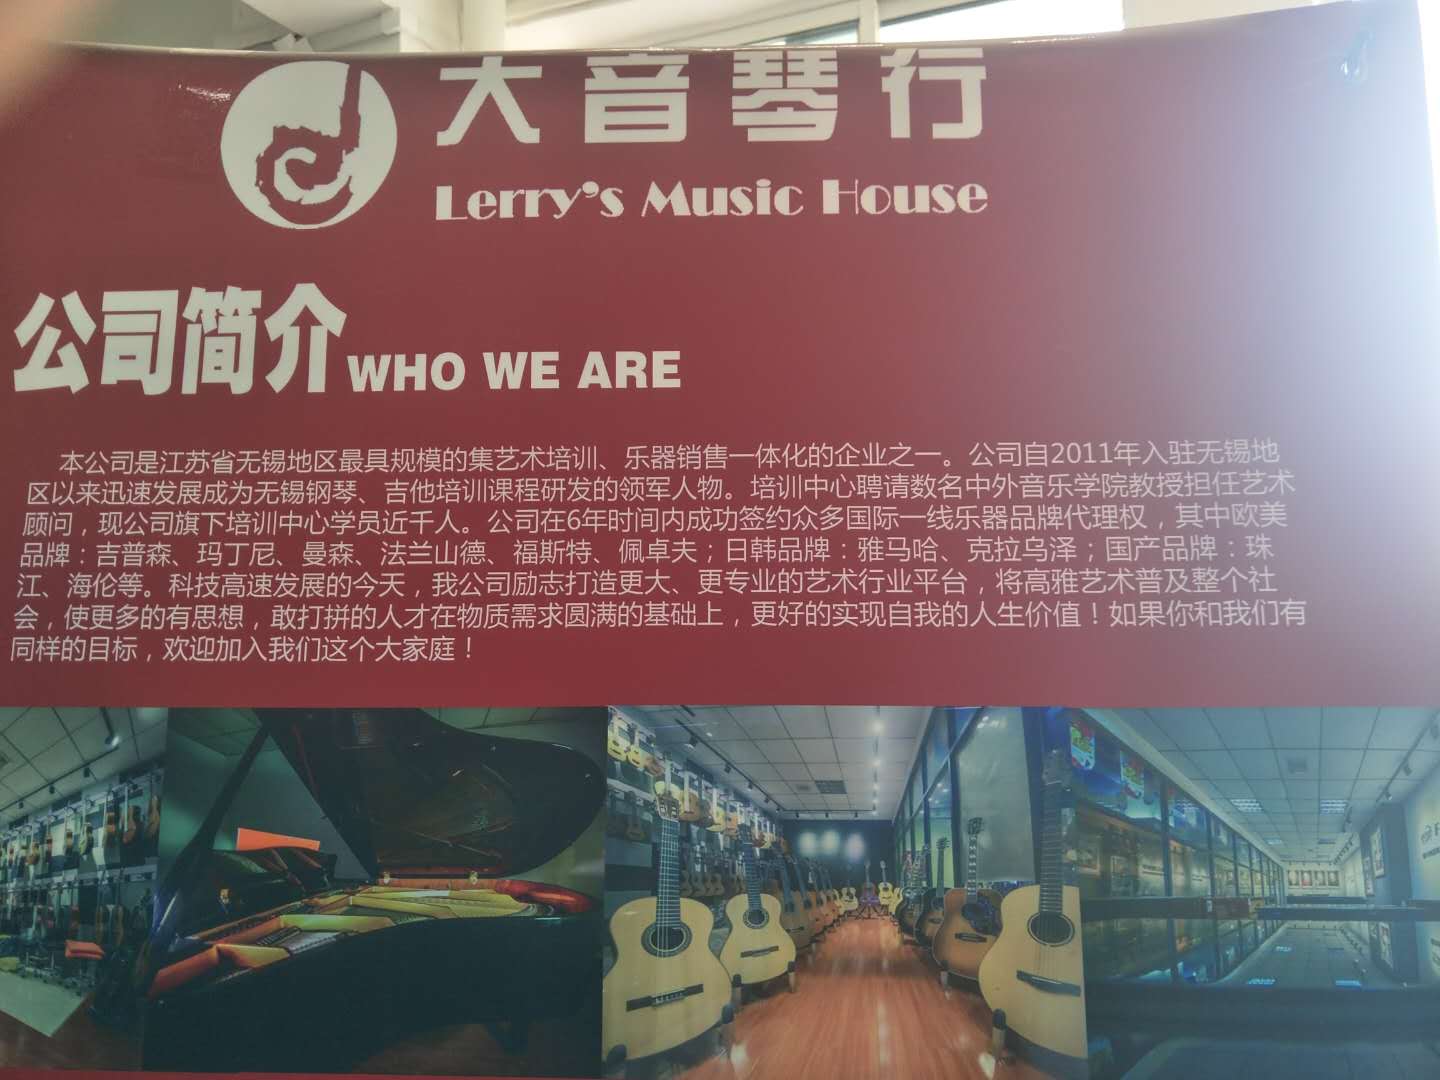 大音琴行
Lerry's Music House
公司简介WHO WE ARE
本公司是江苏省无锡地区最具规模的集艺术培训、乐器销售一体化的企业之一。公司自2011年入驻无锡地
区以来迅速发展成为无锡钢琴、吉他培训课程研发的领军人物。培训中心聘请数名中外音乐学院教授担任艺术
顾问，现公司旗下培训中心学员近千人。公司在6年时间内成功签约众多国际一线乐器品牌代理权，其中欧美
品牌：吉普森、玛丁尼、曼森、法兰山德、福斯特、佩卓夫；日韩品牌：雅马哈、克拉乌泽；国产品牌：珠
江、海伦等。科技高速发展的今天，我公司励志打造更大、更专业的艺术行业平台，将高雅艺术普及整个社
会，使更多的有思想，敢打拼的人才在物质需求圆满的基础上，更好的实现自我的人生价值！如果你和我们有
同样的目标，欢迎加入我们这个大家庭！